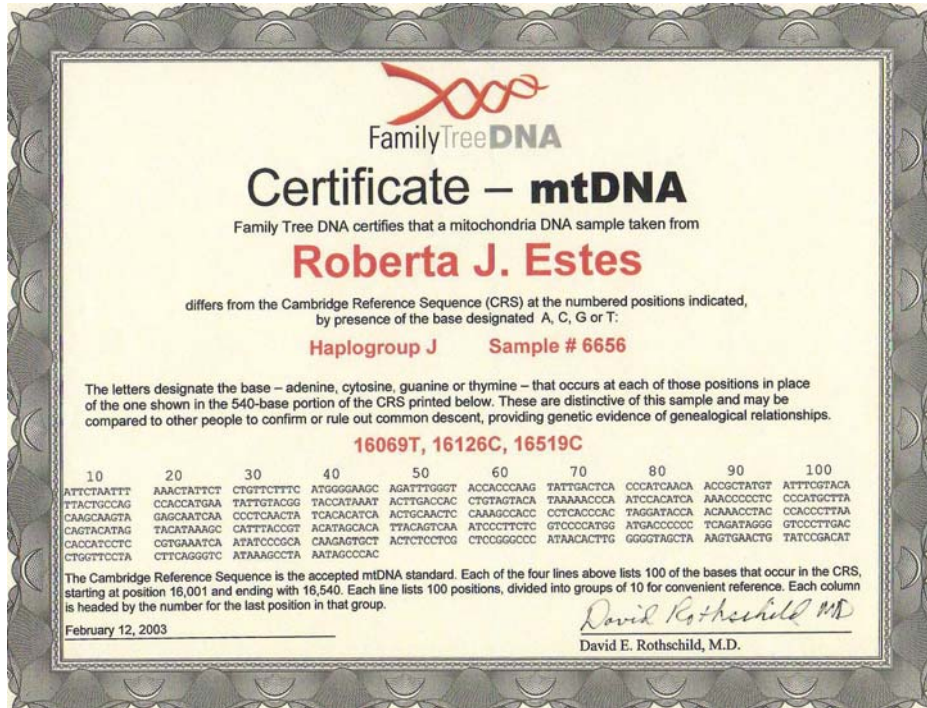 FamilyTreeDNA
Certificate – mtDNA
Family Tree DNA certifies that a mitochondria DNA sample taken from
Roberta J. Estes
differs from the Cambridge Reference Sequence (CRS) at the numbered positions indicated,
by presence of the base designated A, C, G or T:
Haplogroup J Sample # 6656
The letters designate the base – adenine, cytosine, guanine or thymine – that occurs at each of those positions in place
of the one shown in the 540-base portion of the CRS printed below. These are distinctive of this sample and may be
compared to other people to confirm or rule out common descent, providing genetic evidence of genealogical relationships.
16069T, 16126C, 16519C
10 20 30 40 50 60 70 80 90 100
ATTCTAATTT AAACTATTCT CTGTTCTTTC ATGGGGAAGC AGATTTGGGT ACCACCCAAG TATTGACTCA CCCATCAACA ACCGCTATGT ATTTCGTACA
TTACTGCCAG CCACCATGAA TATTGTACGG TACCATAAAT ACTTGACCAC CTGTAGTACA TAAAAACCCA ATCCACATCA AAACCCCCTC CCCATGCTTA
CAAGCAAGTA GAGCAATCAA CCCTCAACTA TCACACATCA ACTGCAACTC CAAAGCCACC CCTCACCCAC TAGGATACCA ACAAACCTAC CCACCCTTAA
CAGTACATAG TACATAAAGC CATTTACCGT ACATAGCACA TTACAGTCAA ATCCCTTCTC GTCCCCATGG ATGACCCCCC TCAGATAGGG GTCCCTTGAC
CACCATCCTC CGTGAAATCA ATATCCCGCA CAAGAGTGCT ACTCTCCTCG CTCCGGGCCC ATAACACTTG GGGGTAGCTA AAGTGAACTG TATCCGACAT
CTGGTTCCTA CTTCAGGGTC ATAAAGCCTA AATAGCCCAC
The Cambridge Reference Sequence is the accepted mtDNA standard. Each of the four lines above lists 100 of the bases that occur in the CRS,
starting at position 16,001 and ending with 16,540. Each line lists 100 positions, divided into groups of 10 for convenient reference. Each column
is headed by the number for the last position in that group.
David Rothschild MD
February 12, 2003
David E. Rothschild, M.D.